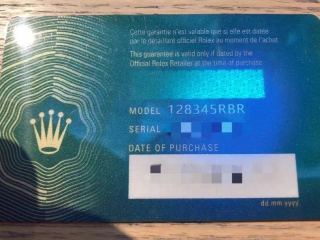 Cette garantie n'est valable que si elle est datée
par le détaillant officiel Rolex au moment de l'achat.
This guarantee is valid only if dated by the
Official Rolex Retailer at the time of purchase.
MODEL 128345RBR
SERIAL
DATE OF PURCHASE
dd mm yyyy